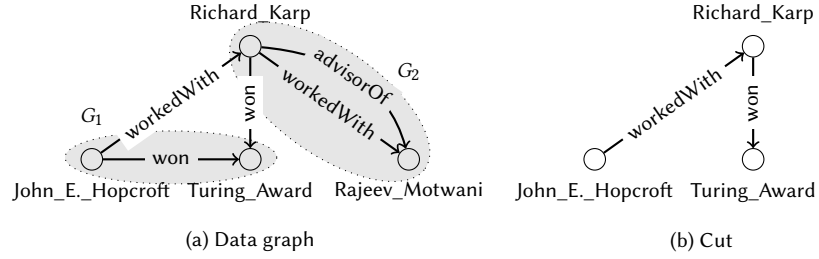 Richard_Karp
advisorOf
G2
workedWith
workedWith
won
G1
won
John_E._Hopcroft
Turing_Award
Rajeev_Motwani
(a) Data graph
Richard_Karp
workedWith
won
John_E._Hopcroft
Turing_Award
(b) Cut